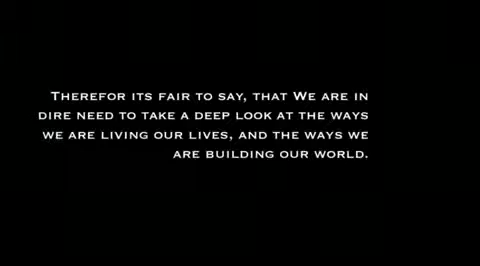 Therefor its fair to say, that We are in
dire need to take a deep look at the ways
we are living our lives, and the ways we
are building our world.